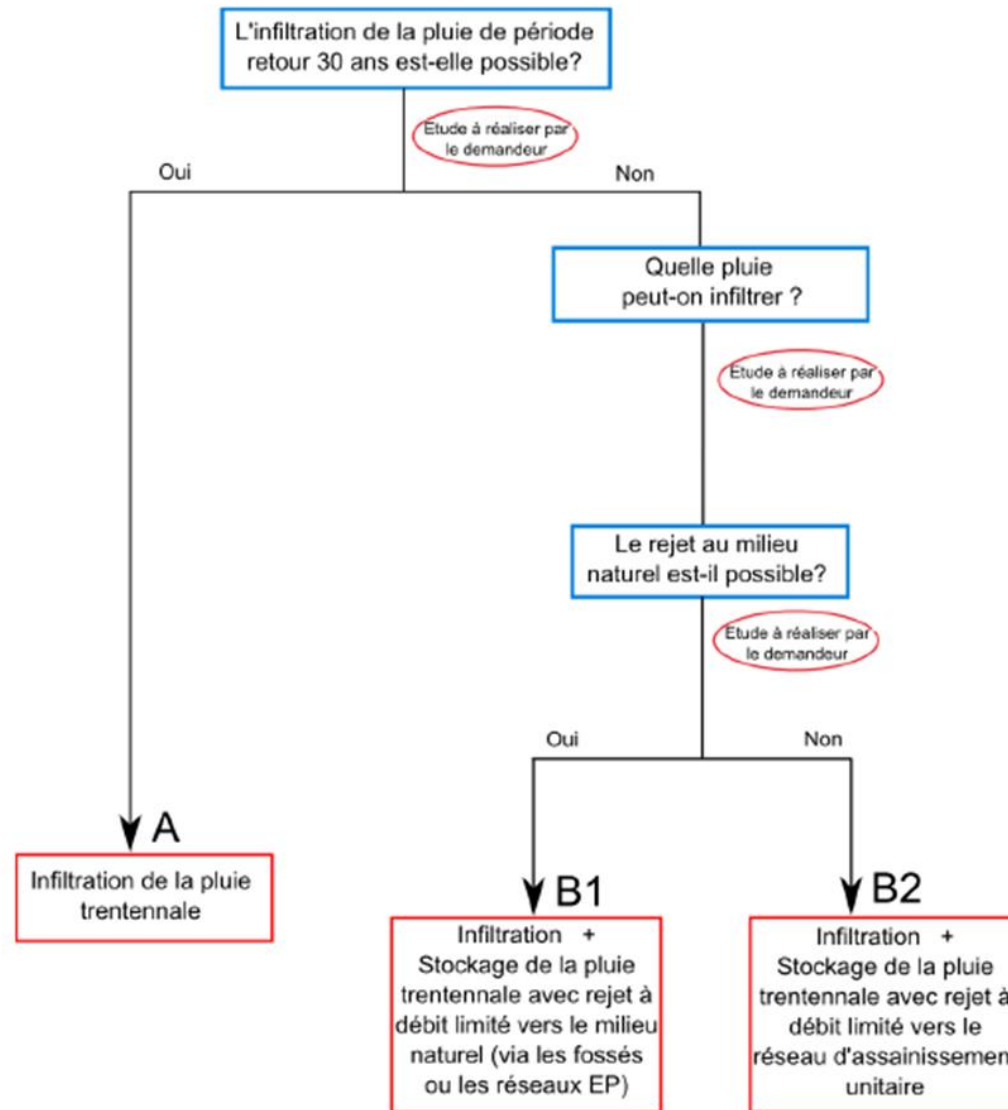 L'infiltration de la pluie de période
retour 30 ans est-elle possible?
Etude à réaliser par
le demandeur
Oui
Non
Quelle pluie
peut-on infiltrer ?
Etude à réaliser par
le demandeur
Le rejet au milieu
naturel est-il possible?
Etude à réaliser par
le demandeur
Oui
Non
A
Infiltration de la pluie
trentennale
B1
Infiltration +
Stockage de la pluie
trentennale avec rejet à
débit limité vers le milieu
naturel (via les fossés
ou les réseaux EP)
B2
Infiltration +
Stockage de la pluie
trentennale avec rejet à
débit limité vers le
réseau d'assainissement
unitaire